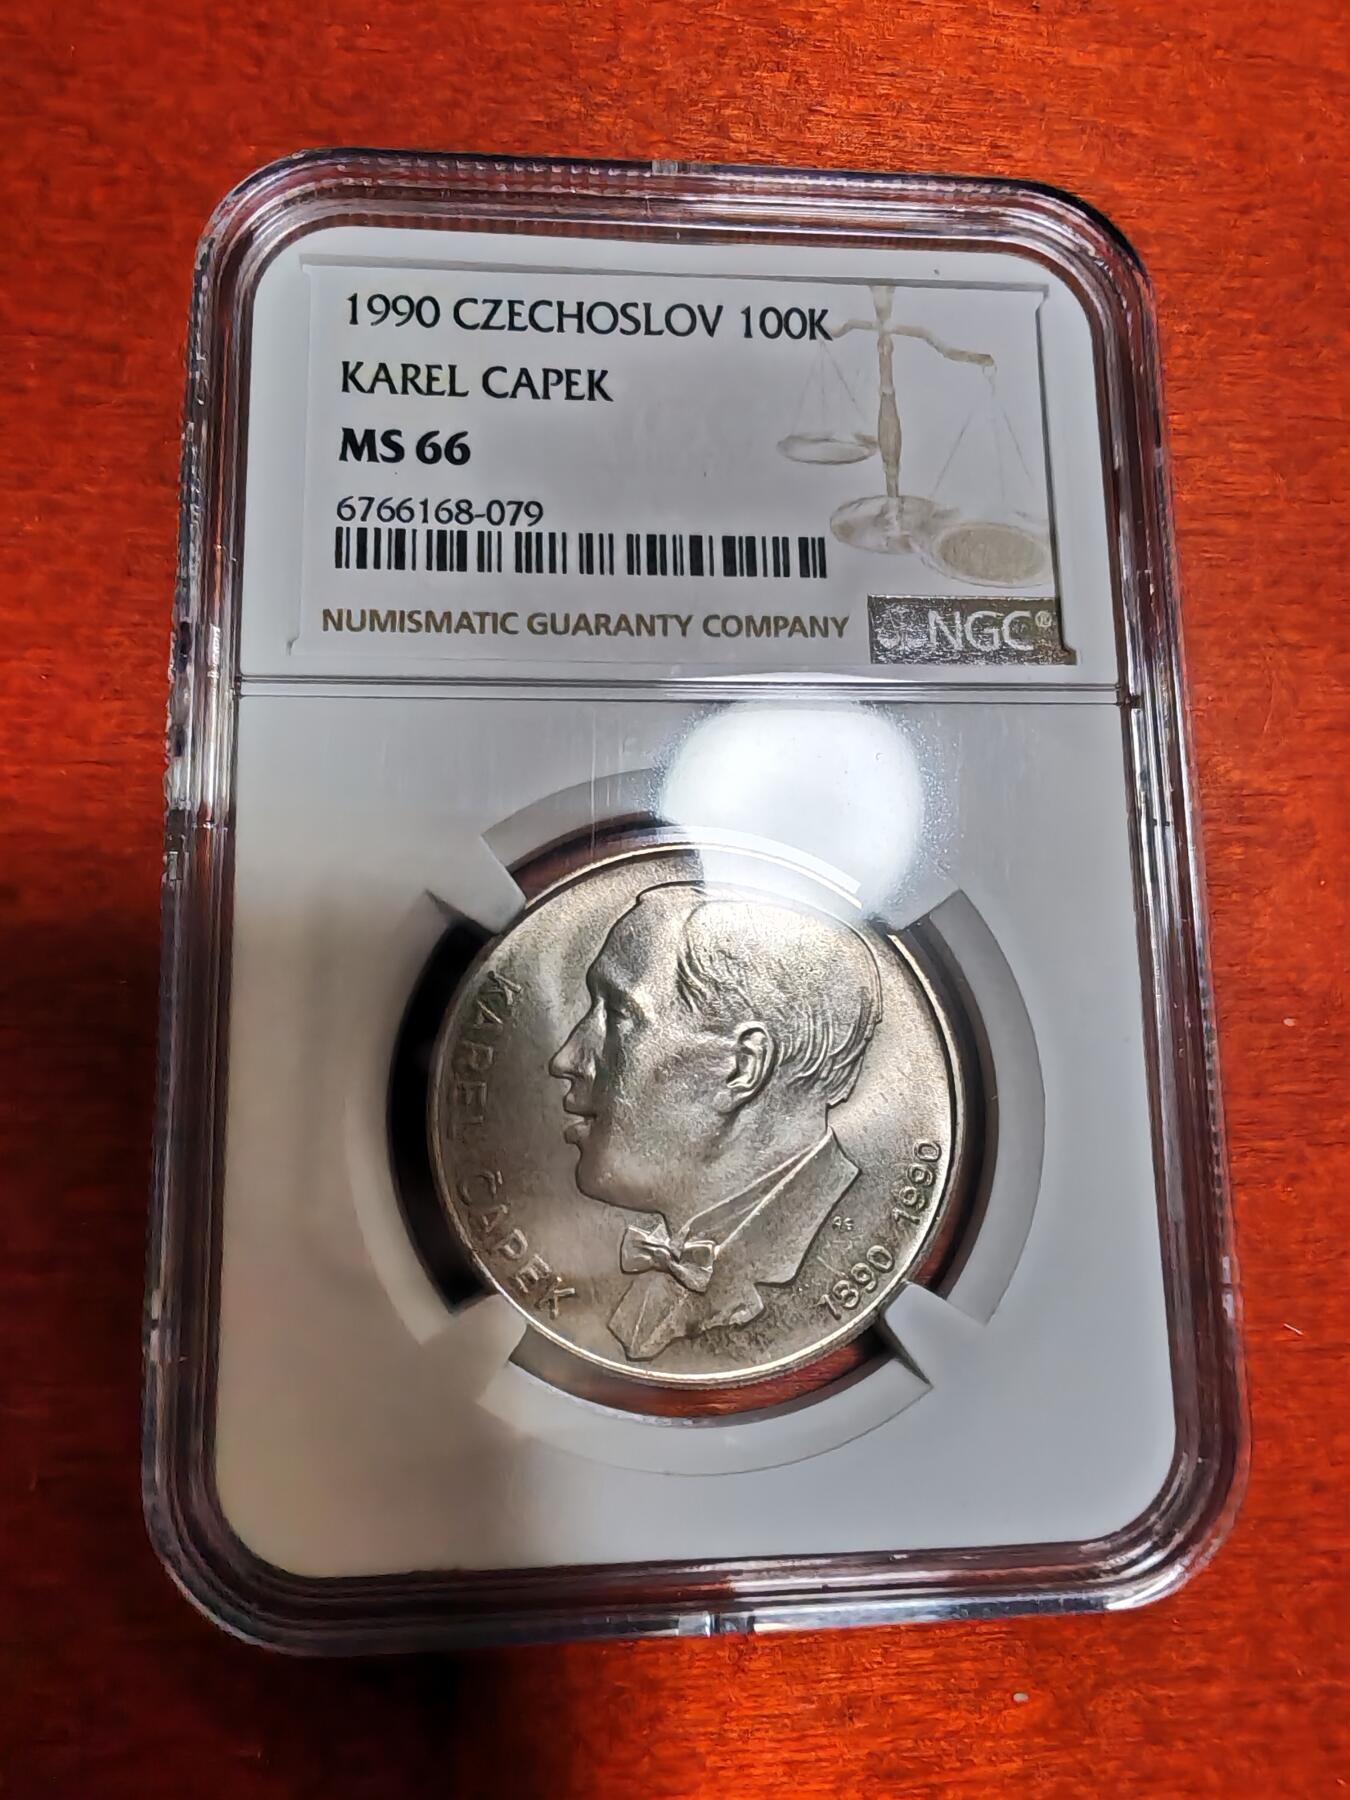 1990 CZECHOSLOV 100K
KAREL CAPEK
MS 66
6766168-079
NUMISMATIC GUARANTY COMPANY
NGC®
KAREL ČAPEK
1890 1990